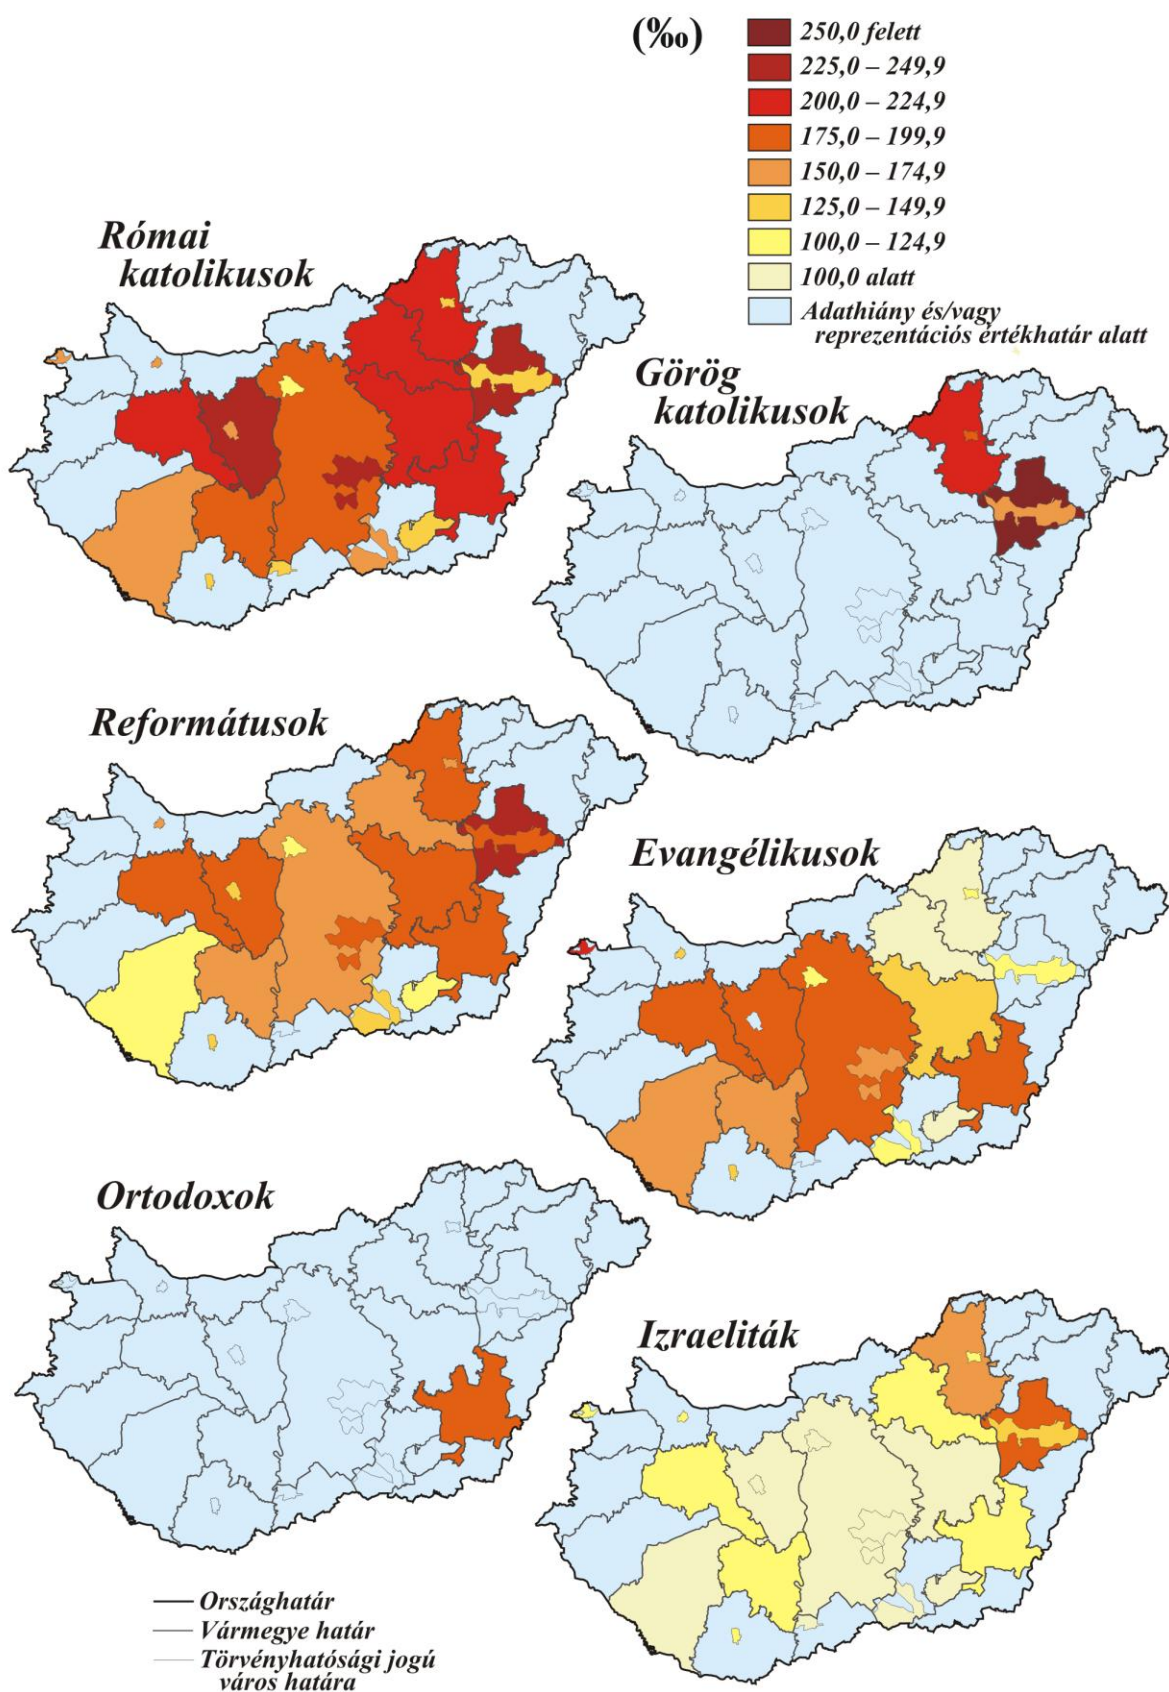 (‰)
250,0 felett
225,0 – 249,9
200,0 – 224,9
175,0 – 199,9
150,0 – 174,9
125,0 – 149,9
100,0 – 124,9
100,0 alatt
Adathiány és/vagy
reprezentációs értékhatár alatt
Római
katolikusok
Görög
katolikusok
Reformátusok
Evangélikusok
Ortodoxok
Izraeliták
Országhatár
Vármegye határ
Törvényhatósági jogú
város határa